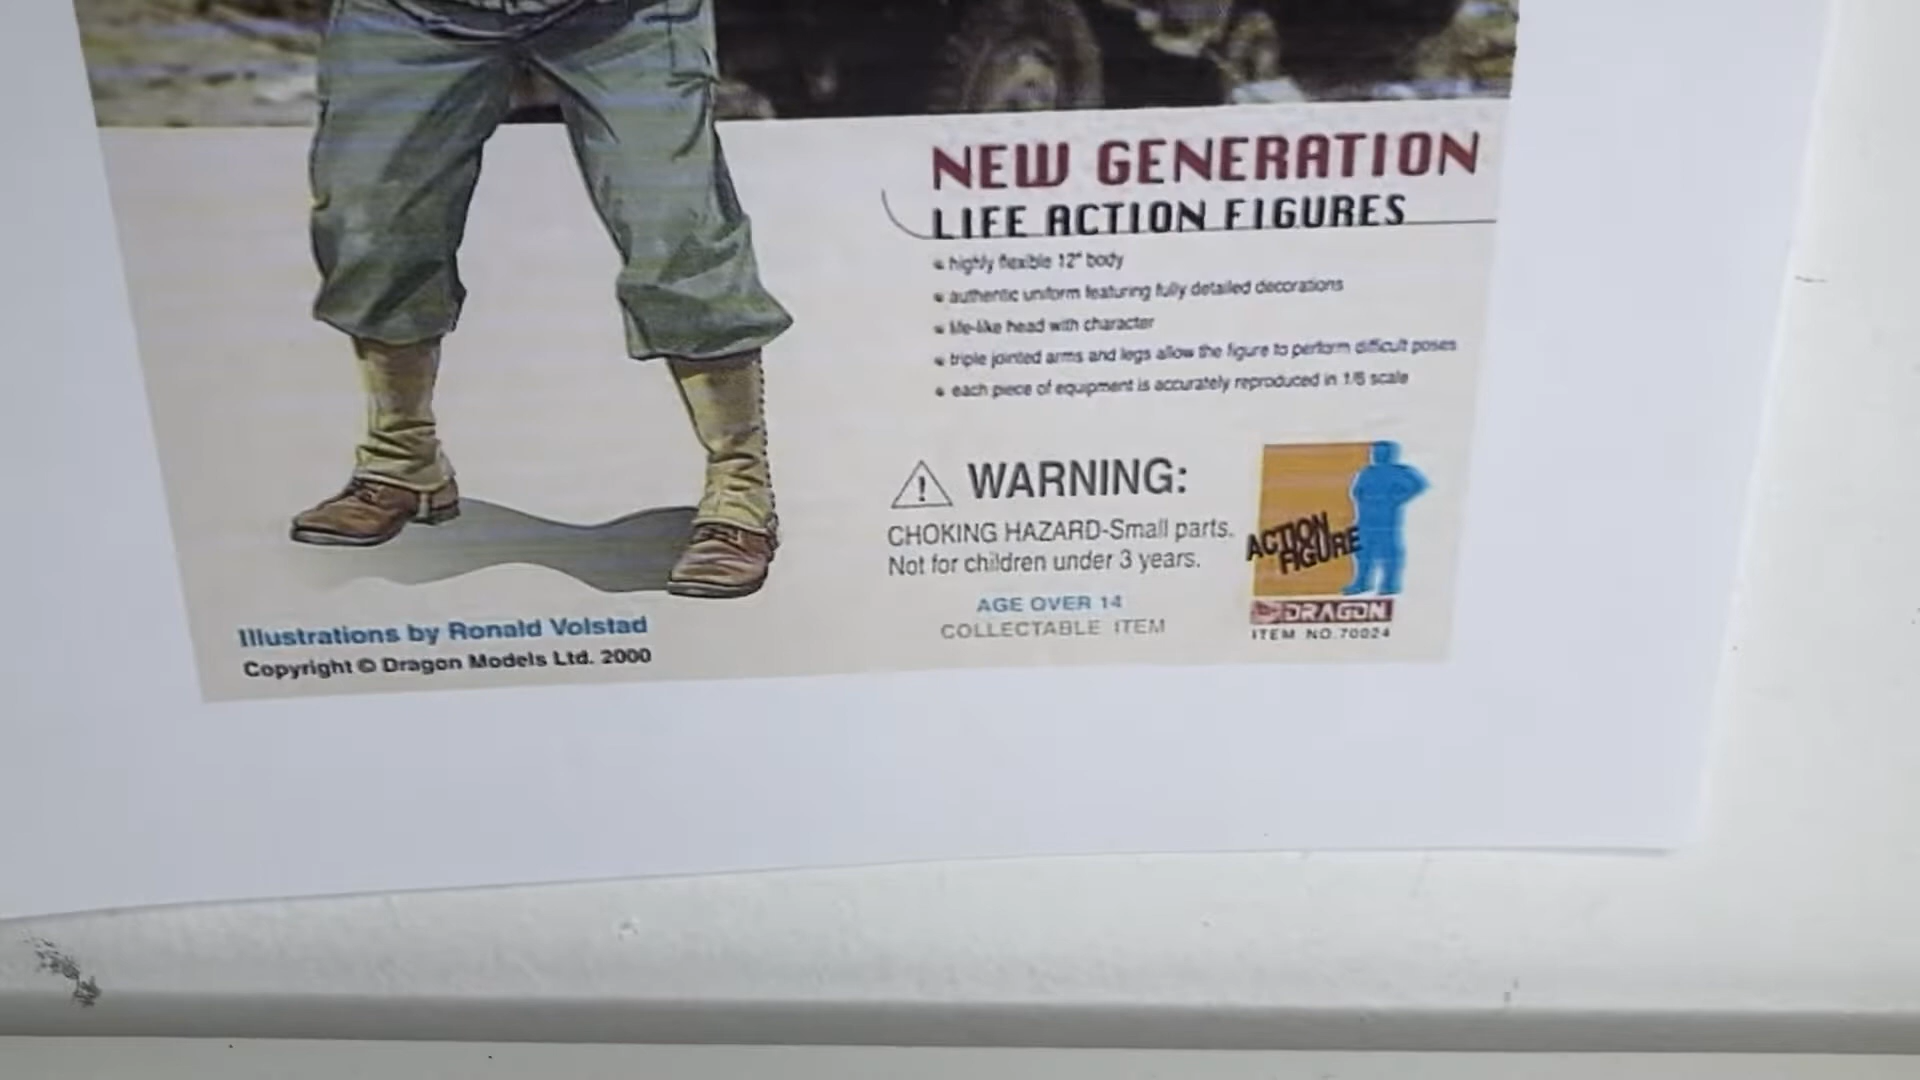 NEW GENERATION
LIFE ACTION FIGURES
highly flexible 12" body
authentic uniform featuring fully detailed decorations
life-like head with character
triple jointed arms and legs allow the figure to perform difficult poses
each piece of equipment is accurately reproduced in 1/6 scale
WARNING:
CHOKING HAZARD-Small parts.
Not for children under 3 years.
AGE OVER 14
COLLECTABLE ITEM
ACTION
FIGURE
DRAGON
ITEM NO.70024
Illustrations by Ronald Volstad
Copyright © Dragon Models Ltd. 2000